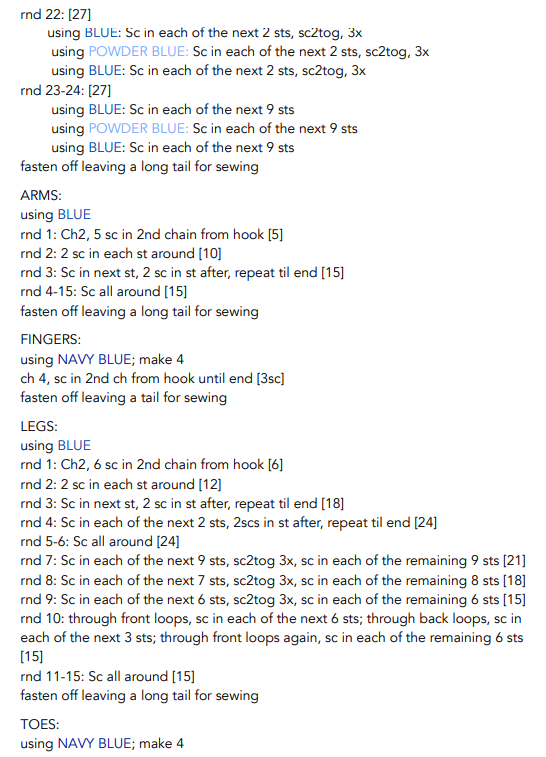 rnd 22: [27]
using BLUE: Sc in each of the next 2 sts, sc2tog, 3x
using POWDER BLUE: Sc in each of the next 2 sts, sc2tog, 3x
using BLUE: Sc in each of the next 2 sts, sc2tog, 3x
rnd 23-24: [27]
using BLUE: Sc in each of the next 9 sts
using POWDER BLUE: Sc in each of the next 9 sts
using BLUE: Sc in each of the next 9 sts
fasten off leaving a long tail for sewing
ARMS:
using BLUE
rnd 1: Ch2, 5 sc in 2nd chain from hook [5]
rnd 2: 2 sc in each st around [10]
rnd 3: Sc in next st, 2 sc in st after, repeat til end [15]
rnd 4-15: Sc all around [15]
fasten off leaving a long tail for sewing
FINGERS:
using NAVY BLUE; make 4
ch 4, sc in 2nd ch from hook until end [3sc]
fasten off leaving a tail for sewing
LEGS:
using BLUE
rnd 1: Ch2, 6 sc in 2nd chain from hook [6]
rnd 2: 2 sc in each st around [12]
rnd 3: Sc in next st, 2 sc in st after, repeat til end [18]
rnd 4: Sc in each of the next 2 sts, 2scs in st after, repeat til end [24]
rnd 5-6: Sc all around [24]
rnd 7: Sc in each of the next 9 sts, sc2tog 3x, sc in each of the remaining 9 sts [21]
rnd 8: Sc in each of the next 7 sts, sc2tog 3x, sc in each of the remaining 8 sts [18]
rnd 9: Sc in each of the next 6 sts, sc2tog 3x, sc in each of the remaining 6 sts [15]
rnd 10: through front loops, sc in each of the next 6 sts; through back loops, sc in
each of the next 3 sts; through front loops again, sc in each of the remaining 6 sts
[15]
rnd 11-15: Sc all around [15]
fasten off leaving a long tail for sewing
TOES:
using NAVY BLUE; make 4